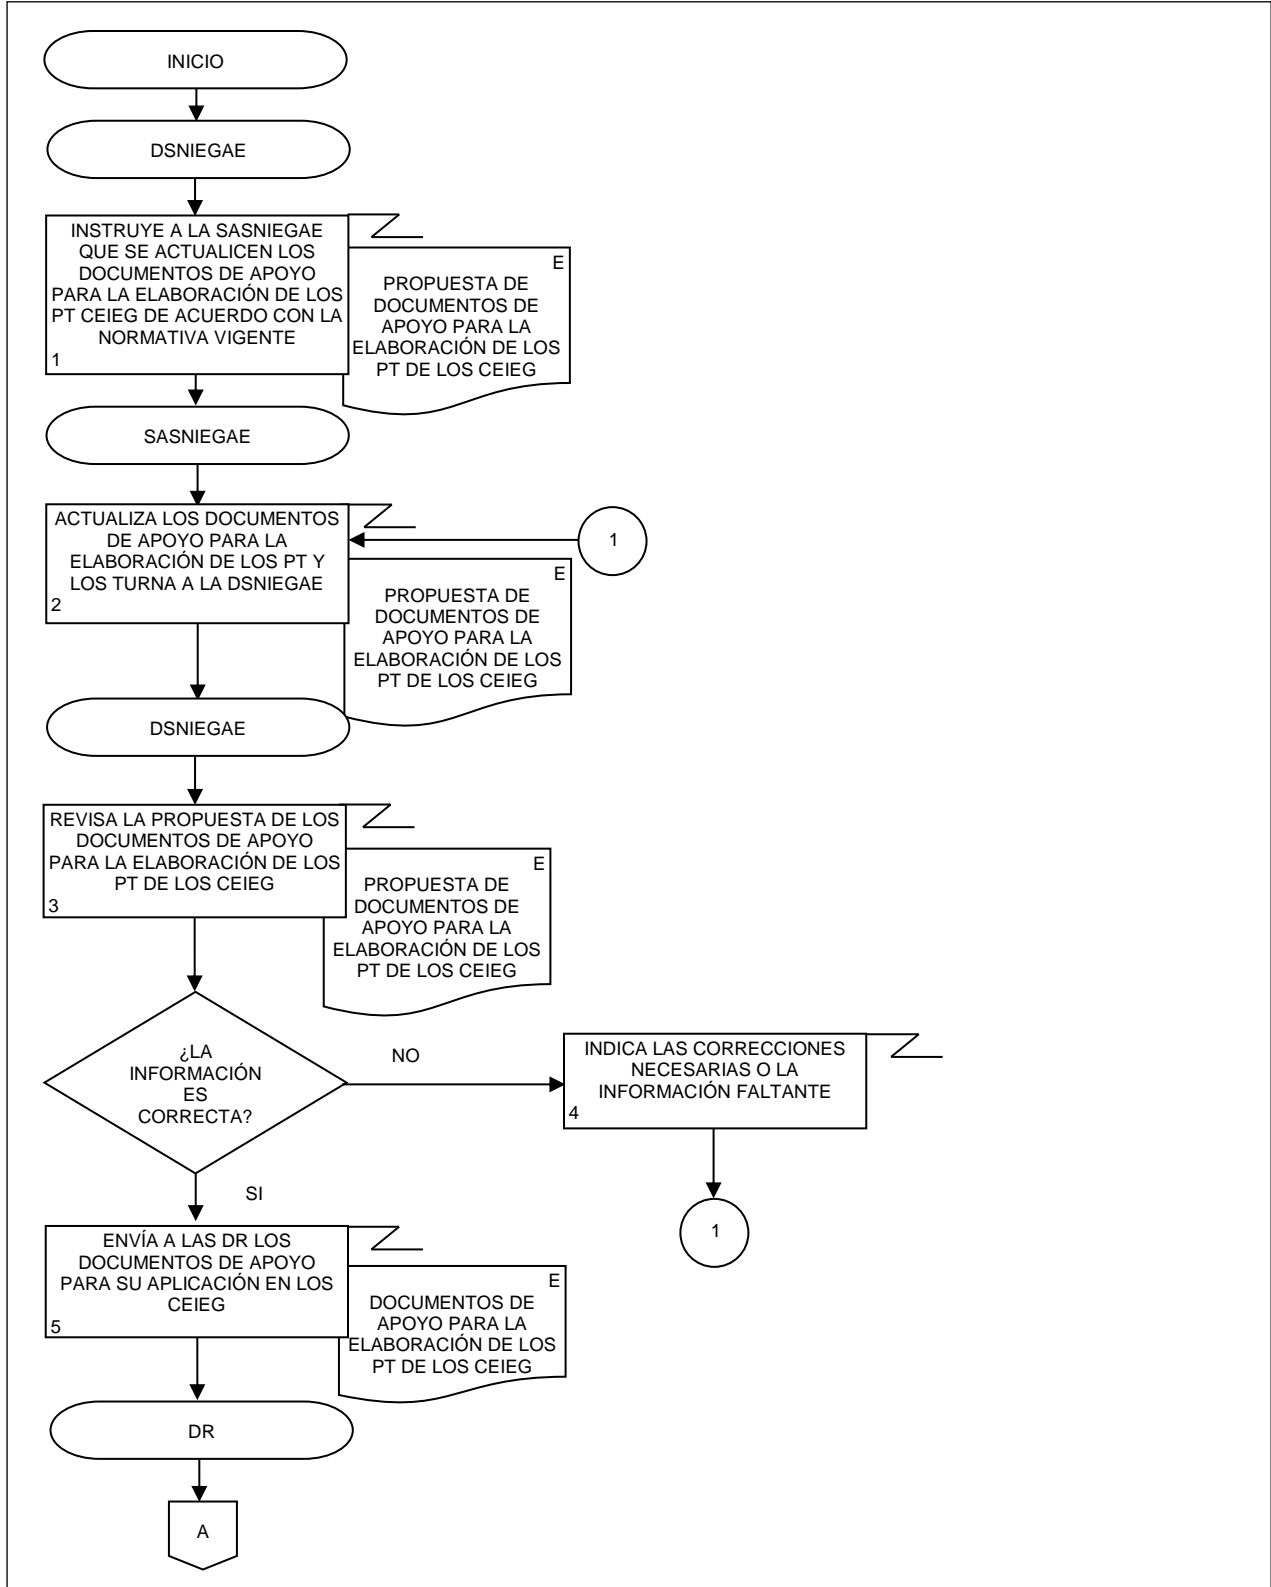 INICIO
DSNIEGAE
INSTRUYE A LA SASNIEGAE
QUE SE ACTUALICEN LOS
DOCUMENTOS DE APOYO
PARA LA ELABORACIÓN DE LOS
PT CEIEG DE ACUERDO CON LA
NORMATIVA VIGENTE
1
E
PROPUESTA DE
DOCUMENTOS DE
APOYO PARA LA
ELABORACIÓN DE LOS
PT DE LOS CEIEG
SASNIEGAE
ACTUALIZA LOS DOCUMENTOS
DE APOYO PARA LA
ELABORACIÓN DE LOS PT Y
LOS TURNA A LA DSNIEGAE
2
1
E
PROPUESTA DE
DOCUMENTOS DE
APOYO PARA LA
ELABORACIÓN DE LOS
PT DE LOS CEIEG
DSNIEGAE
REVISA LA PROPUESTA DE LOS
DOCUMENTOS DE APOYO
PARA LA ELABORACIÓN DE LOS
PT DE LOS CEIEG
3
E
PROPUESTA DE
DOCUMENTOS DE
APOYO PARA LA
ELABORACIÓN DE LOS
PT DE LOS CEIEG
¿LA
INFORMACIÓN
ES
CORRECTA?
NO
INDICA LAS CORRECCIONES
NECESARIAS O LA
INFORMACIÓN FALTANTE
4
1
SI
ENVÍA A LAS DR LOS
DOCUMENTOS DE APOYO
PARA SU APLICACIÓN EN LOS
CEIEG
5
E
DOCUMENTOS DE
APOYO PARA LA
ELABORACIÓN DE LOS
PT DE LOS CEIEG
DR
A